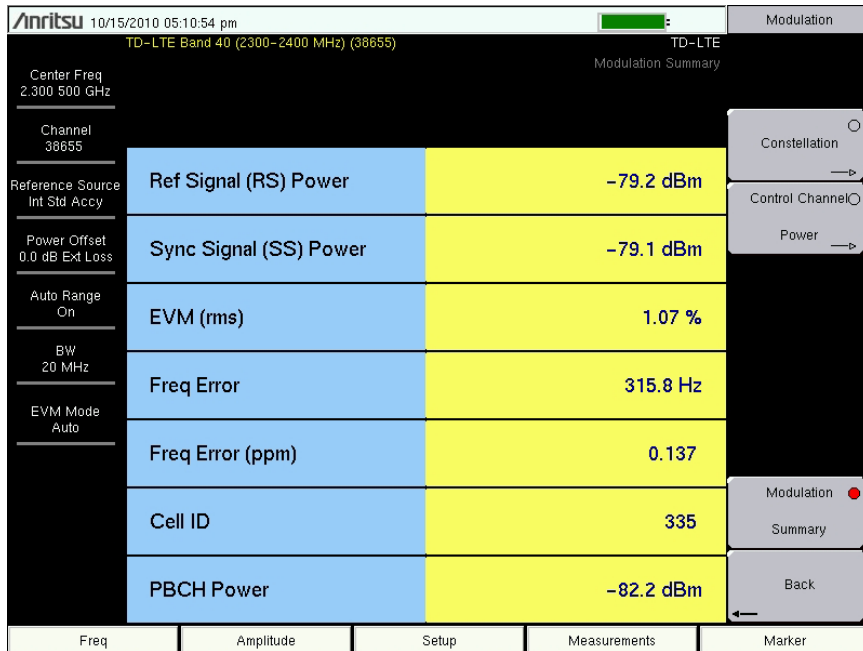 Anritsu 10/15/2010 05:10:54 pm
Modulation
TD-LTE Band 40 (2300-2400 MHz) (38655)
TD-LTE
Modulation Summary
Center Freq
2.300 500 GHz
Channel
38655
Reference Source
Int Std Accy
Power Offset
0.0 dB Ext Loss
Auto Range
On
BW
20 MHz
EVM Mode
Auto
Ref Signal (RS) Power -79.2 dBm
Sync Signal (SS) Power -79.1 dBm
EVM (rms) 1.07 %
Freq Error 315.8 Hz
Freq Error (ppm) 0.137
Cell ID 335
PBCH Power -82.2 dBm
Constellation
Control Channel
Power
Modulation
Summary
Back
Freq Amplitude Setup Measurements Marker